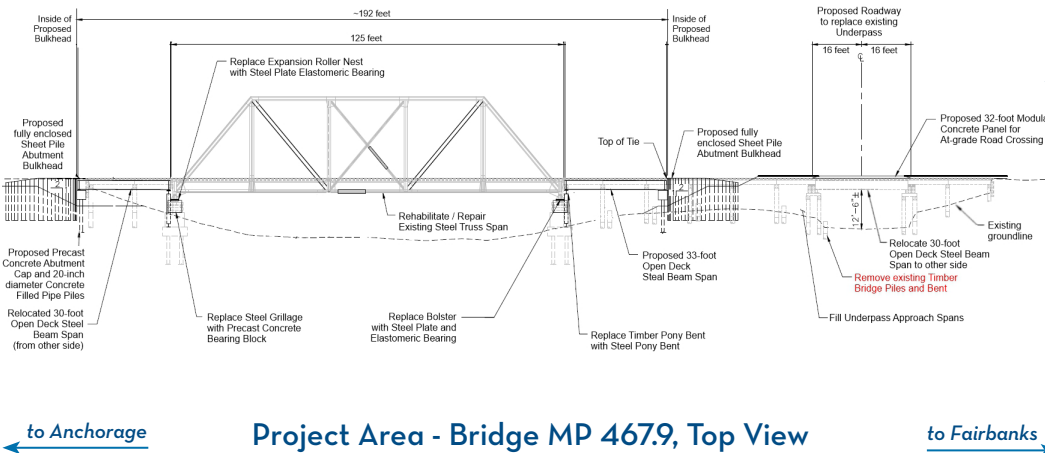 ~192 feet
Inside of
Proposed
Bulkhead
Inside of
Proposed
Bulkhead
125 feet
Proposed Roadway
to replace existing
Underpass
16 feet
16 feet
℄
Replace Expansion Roller Nest
with Steel Plate Elastomeric Bearing
Proposed
fully enclosed
Sheet Pile
Abutment
Bulkhead
Top of Tie
Proposed fully
enclosed Sheet Pile
Abutment Bulkhead
Proposed 32-foot Modula
Concrete Panel for
At-grade Road Crossing
2
2
12'-6"±
Rehabilitate / Repair
Existing Steel Truss Span
Existing
groundline
Proposed Precast
Concrete Abutment
Cap and 20-inch
diameter Concrete
Filled Pipe Piles
Proposed 33-foot
Open Deck
Steal Beam Span
Relocate 30-foot
Open Deck Steel Beam
Span to other side
Remove existing Timber
Bridge Piles and Bent
Relocated 30-foot
Open Deck Steel
Beam Span
(from other side)
Replace Steel Grillage
with Precast Concrete
Bearing Block
Replace Bolster
with Steel Plate and
Elastomeric Bearing
Replace Timber Pony Bent
with Steel Pony Bent
Fill Underpass Approach Spans
to Anchorage
Project Area - Bridge MP 467.9, Top View
to Fairbanks